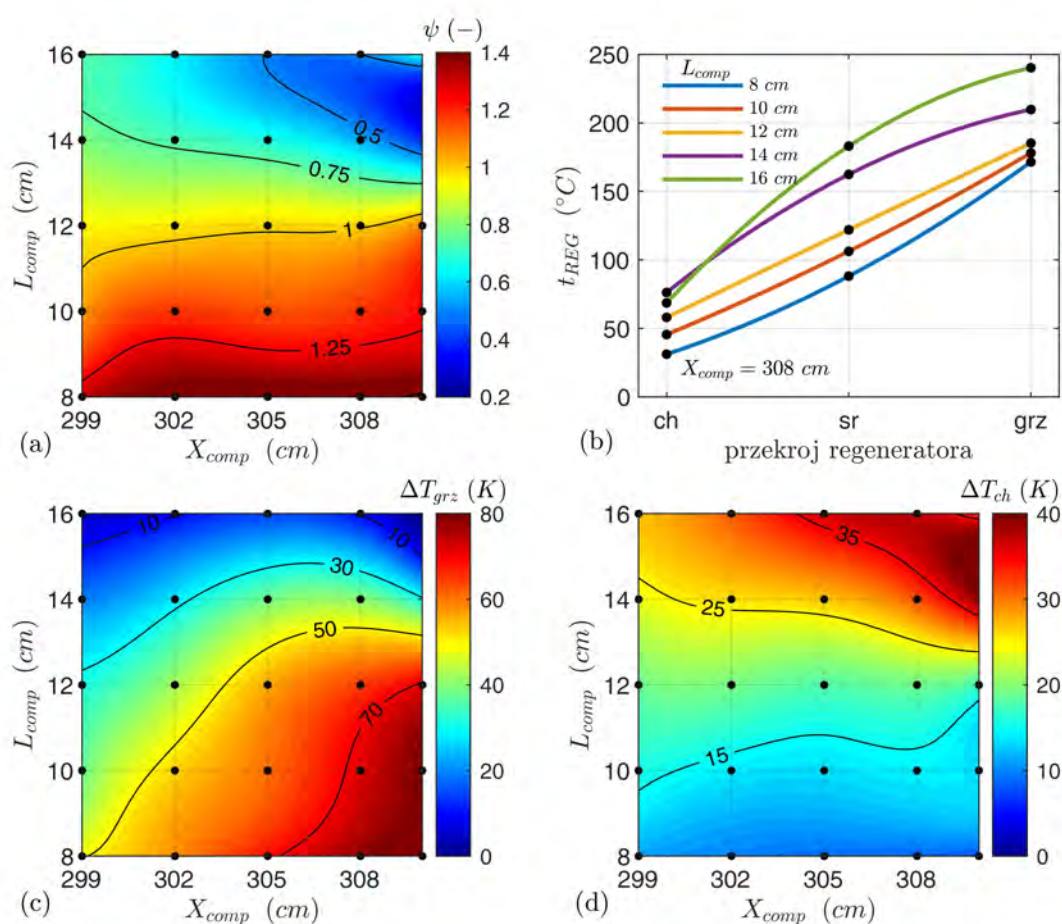 ψ (−)
16
14
12
10
8
299
302
305
308
X_comp (cm)
L_comp (cm)
0.5
0.75
1
1.25
1.4
1.2
1
0.8
0.6
0.4
0.2
(a)
250
200
150
100
50
0
t_REG (°C)
L_comp
8 cm
10 cm
12 cm
14 cm
16 cm
X_comp = 308 cm
ch
sr
grz
przekroj regeneratora
(b)
ΔT_grz (K)
16
14
12
10
8
299
302
305
308
X_comp (cm)
L_comp (cm)
10
10
30
50
70
80
60
40
20
0
(c)
ΔT_ch (K)
16
14
12
10
8
299
302
305
308
X_comp (cm)
L_comp (cm)
35
25
15
40
30
20
10
0
(d)